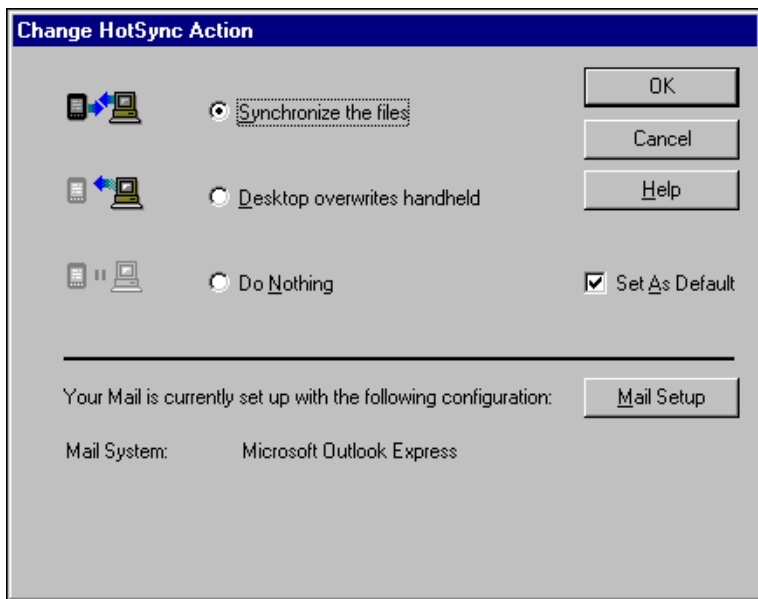 Change HotSync Action
Synchronize the files
OK
Cancel
Desktop overwrites handheld
Help
Do Nothing
Set As Default
Your Mail is currently set up with the following configuration:
Mail Setup
Mail System: Microsoft Outlook Express